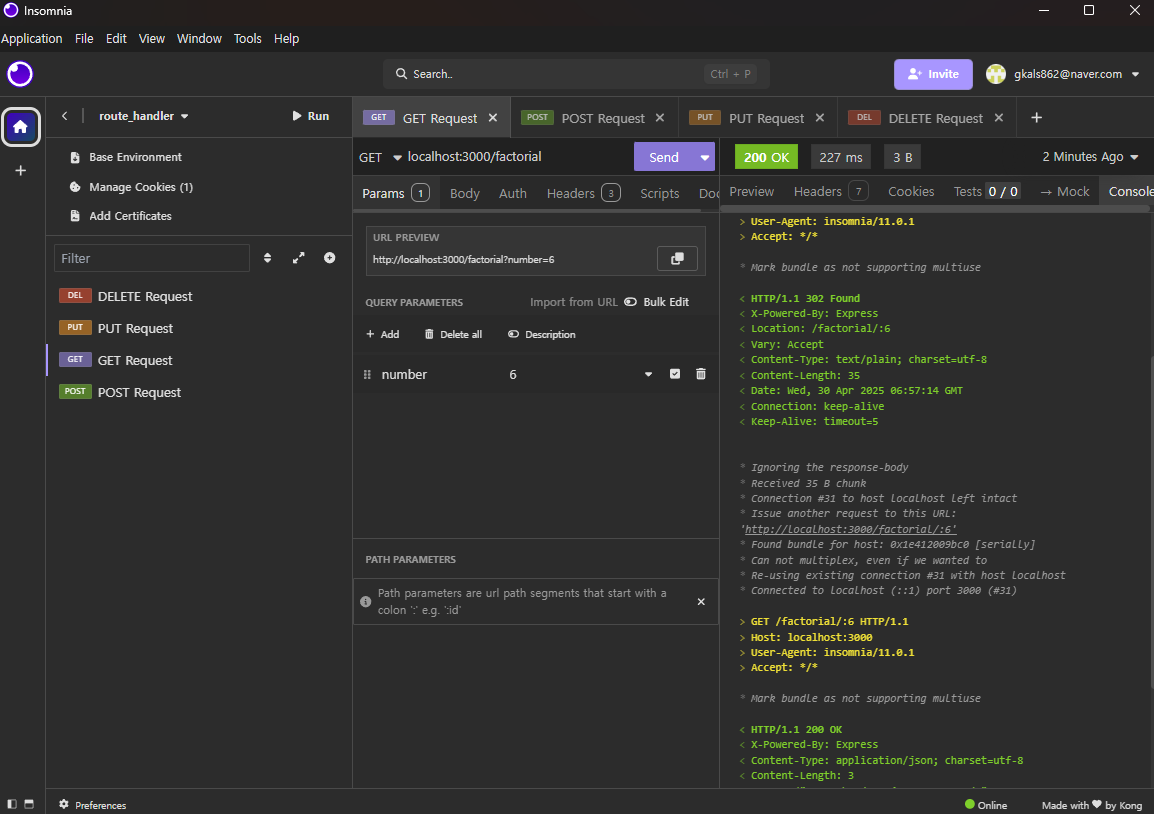 Insomnia
Application File Edit View Window Tools Help
Search.. Ctrl + P
Invite
gkals862@naver.com
route_handler
Run
Base Environment
Manage Cookies (1)
Add Certificates
Filter
DEL DELETE Request
PUT PUT Request
GET GET Request
POST POST Request
GET GET Request
POST POST Request
PUT PUT Request
DEL DELETE Request
GET localhost:3000/factorial
Send
Params 1 Body Auth Headers 3 Scripts Doc
URL PREVIEW
http://localhost:3000/factorial?number=6
QUERY PARAMETERS Import from URL Bulk Edit
+ Add Delete all Description
number 6
PATH PARAMETERS
Path parameters are url path segments that start with a
colon ':' e.g. ':id'
200 OK 227 ms 3 B 2 Minutes Ago
Preview Headers 7 Cookies Tests 0 / 0 → Mock Console
> User-Agent: insomnia/11.0.1
> Accept: */*
* Mark bundle as not supporting multiuse
< HTTP/1.1 302 Found
< X-Powered-By: Express
< Location: /factorial/:6
< Vary: Accept
< Content-Type: text/plain; charset=utf-8
< Content-Length: 35
< Date: Wed, 30 Apr 2025 06:57:14 GMT
< Connection: keep-alive
< Keep-Alive: timeout=5
* Ignoring the response-body
* Received 35 B chunk
* Connection #31 to host localhost left intact
* Issue another request to this URL:
'http://localhost:3000/factorial/:6'
* Found bundle for host: 0x1e412009bc0 [serially]
* Can not multiplex, even if we wanted to
* Re-using existing connection #31 with host localhost
* Connected to localhost (::1) port 3000 (#31)
> GET /factorial/:6 HTTP/1.1
> Host: localhost:3000
> User-Agent: insomnia/11.0.1
> Accept: */*
* Mark bundle as not supporting multiuse
< HTTP/1.1 200 OK
< X-Powered-By: Express
< Content-Type: application/json; charset=utf-8
< Content-Length: 3
Preferences
Online
Made with ♥ by Kong